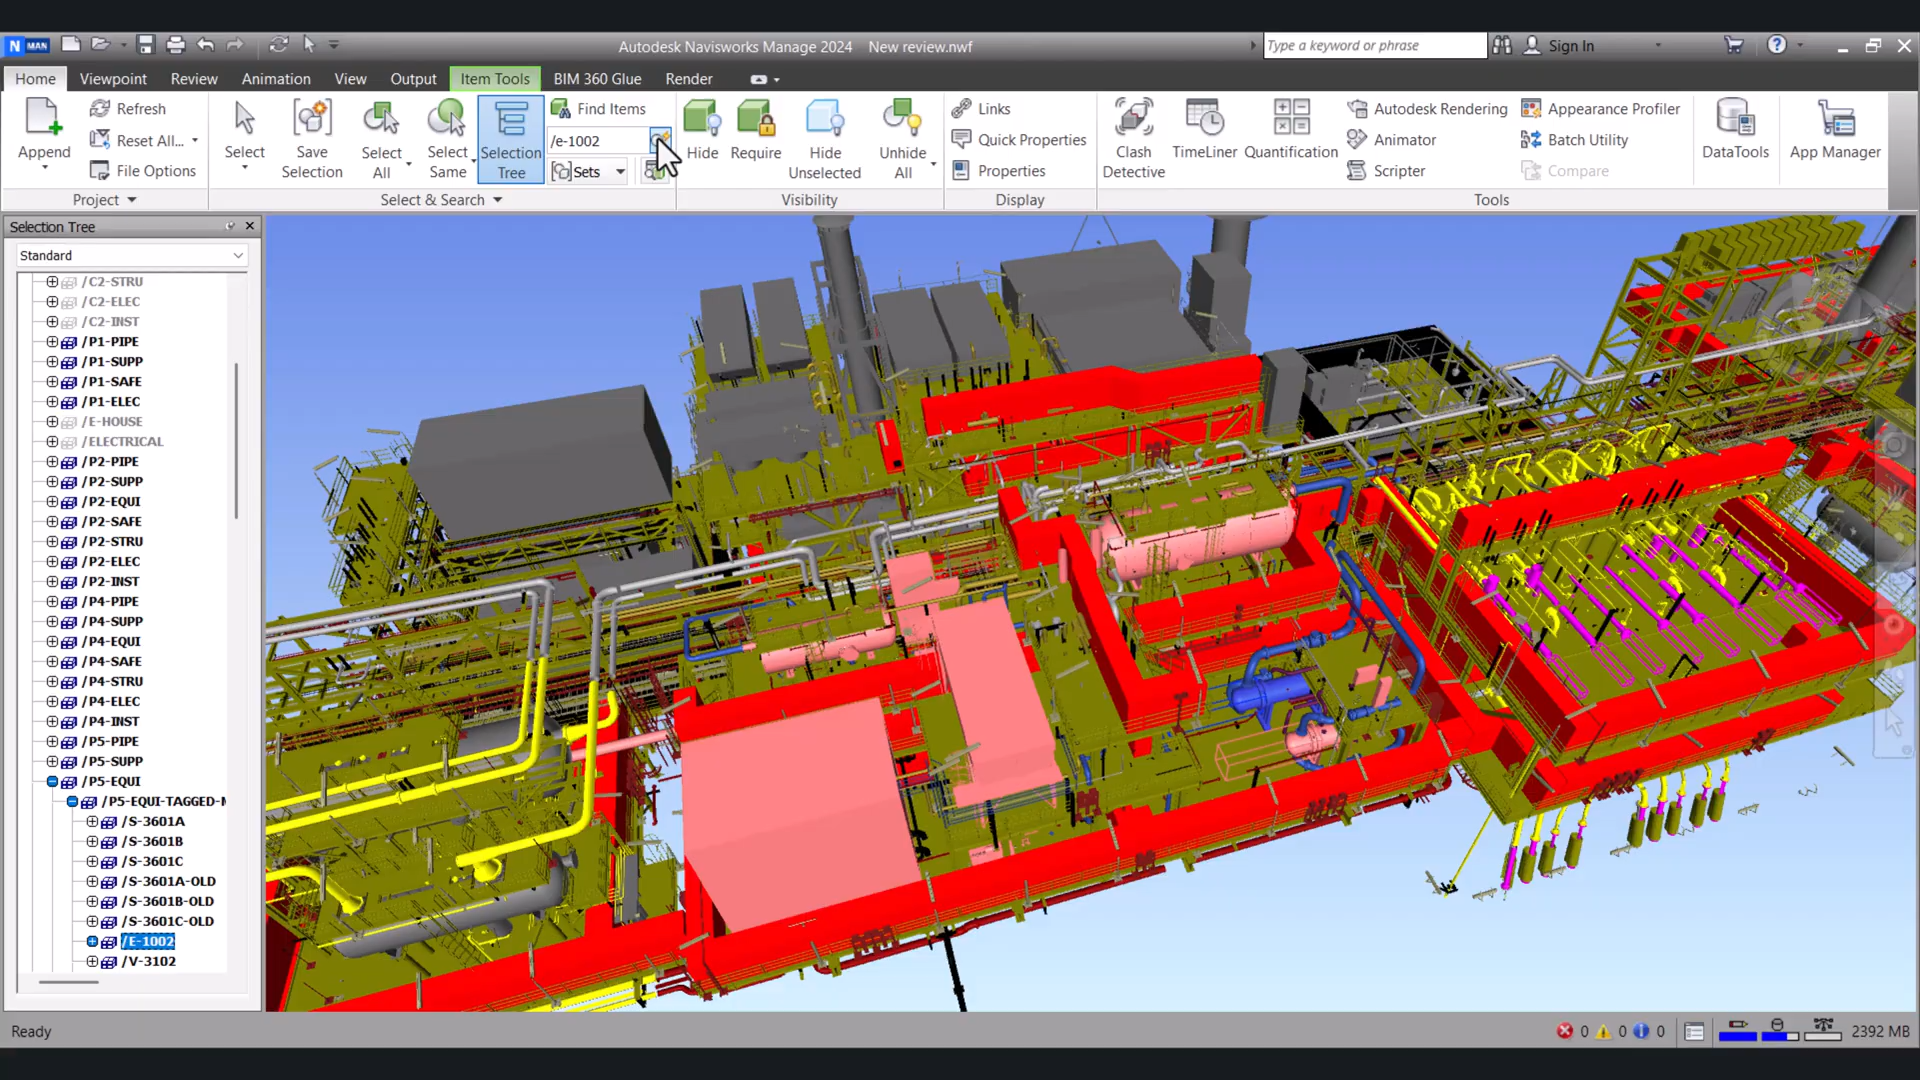 N MAN
Autodesk Navisworks Manage 2024 New review.nwf
Type a keyword or phrase
Sign In
Home Viewpoint Review Animation View Output Item Tools BIM 360 Glue Render
Append
Refresh
Reset All...
File Options
Project
Select
Save Selection
Select All
Select Same
Selection Tree
Find Items
/e-1002
Sets
Select & Search
Hide
Require
Hide Unselected
Unhide All
Visibility
Links
Quick Properties
Properties
Display
Clash Detective
TimeLiner
Quantification
Autodesk Rendering
Animator
Scripter
Appearance Profiler
Batch Utility
Compare
DataTools
App Manager
Tools
Selection Tree
Standard
/C2-STRU
/C2-ELEC
/C2-INST
/P1-PIPE
/P1-SUPP
/P1-SAFE
/P1-ELEC
/E-HOUSE
/ELECTRICAL
/P2-PIPE
/P2-SUPP
/P2-EQUI
/P2-SAFE
/P2-STRU
/P2-ELEC
/P2-INST
/P4-PIPE
/P4-SUPP
/P4-EQUI
/P4-SAFE
/P4-STRU
/P4-ELEC
/P4-INST
/P5-PIPE
/P5-SUPP
/P5-EQUI
/P5-EQUI-TAGGED-
/S-3601A
/S-3601B
/S-3601C
/S-3601A-OLD
/S-3601B-OLD
/S-3601C-OLD
/E-1002
/V-3102
Ready
0 0 0 2392 MB